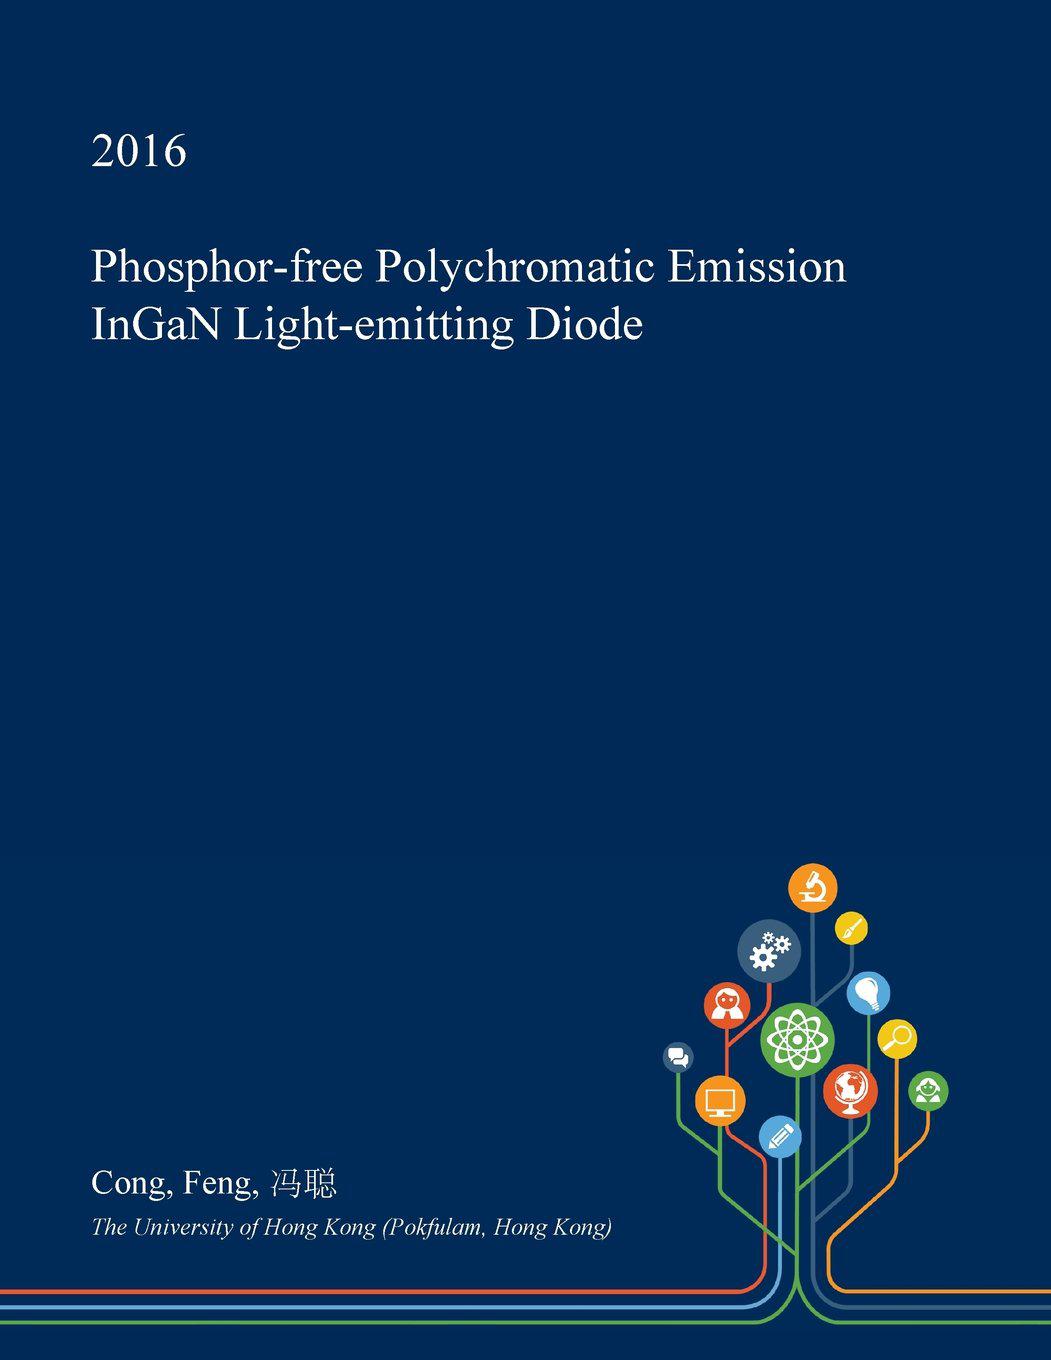 2016
Phosphor-free Polychromatic Emission
InGaN Light-emitting Diode
Cong, Feng, 冯聪
The University of Hong Kong (Pokfulam, Hong Kong)